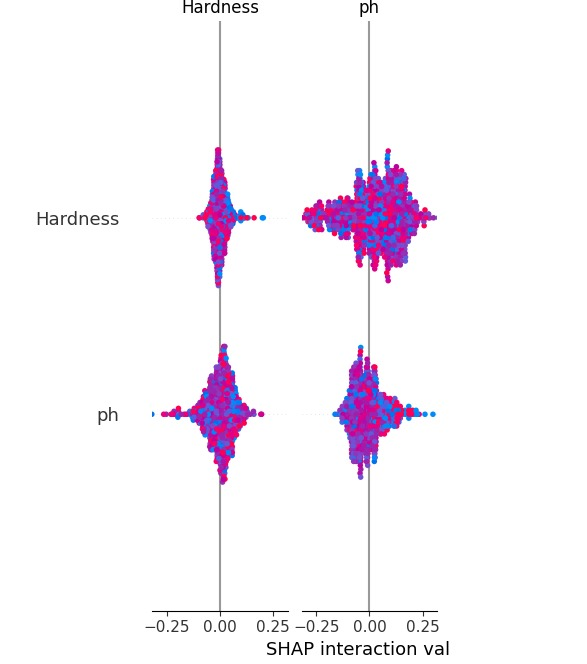 Hardness ph
Hardness
ph
−0.25 0.00 0.25 −0.25 0.00 0.25
SHAP interaction val